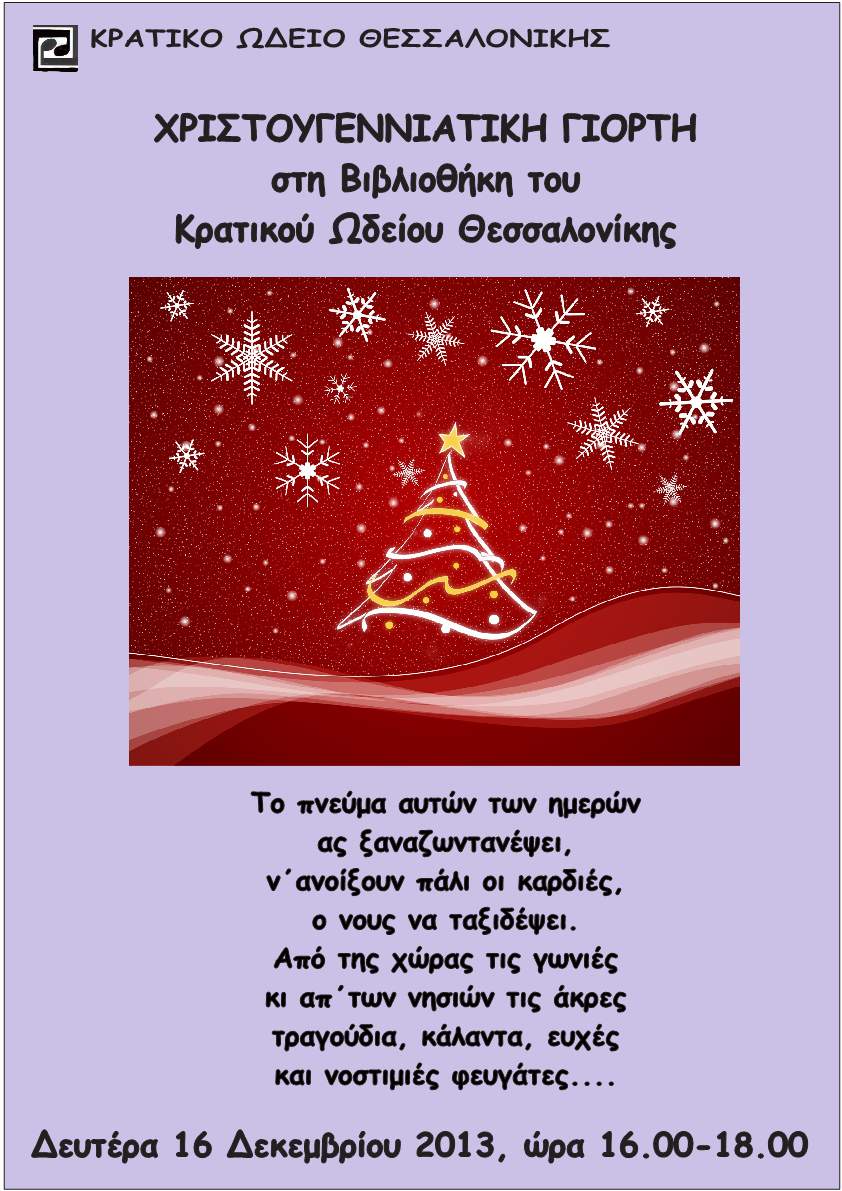 ΚΡΑΤΙΚΟ ΩΔΕΙΟ ΘΕΣΣΑΛΟΝΙΚΗΣ
ΧΡΙΣΤΟΥΓΕΝΝΙΑΤΙΚΗ ΓΙΟΡΤΗ
στη Βιβλιοθήκη του
Κρατικού Ωδείου Θεσσαλονίκης
Το πνεύμα αυτών των ημερών
ας ξαναζωντανέψει,
ν΄ανοίξουν πάλι οι καρδιές,
ο νους να ταξιδέψει.
Από της χώρας τις γωνιές
κι απ΄των νησιών τις άκρες
τραγούδια, κάλαντα, ευχές
και νοστιμιές φευγάτες....
Δευτέρα 16 Δεκεμβρίου 2013, ώρα 16.00-18.00